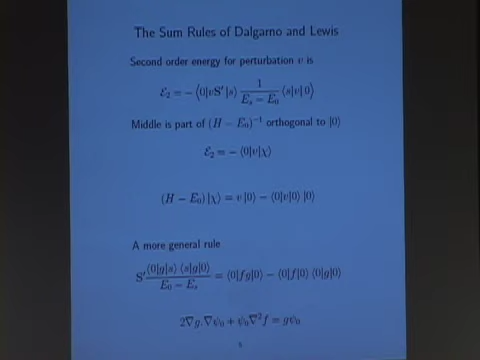 The Sum Rules of Dalgarno and Lewis
Second order energy for perturbation v is
ℰ₂ = − ⟨0|vS′|s⟩ 1/(Eₛ − E₀) ⟨s|v|0⟩
Middle is part of (H − E₀)⁻¹ orthogonal to |0⟩
ℰ₂ = − ⟨0|v|χ⟩
(H − E₀)|χ⟩ = v|0⟩ − ⟨0|v|0⟩|0⟩
A more general rule
S′ ⟨0|g|s⟩⟨s|g|0⟩/(E₀ − Eₛ) = ⟨0|fg|0⟩ − ⟨0|f|0⟩⟨0|g|0⟩
2∇g.∇ψ₀ + ψ₀∇²f = gψ₀